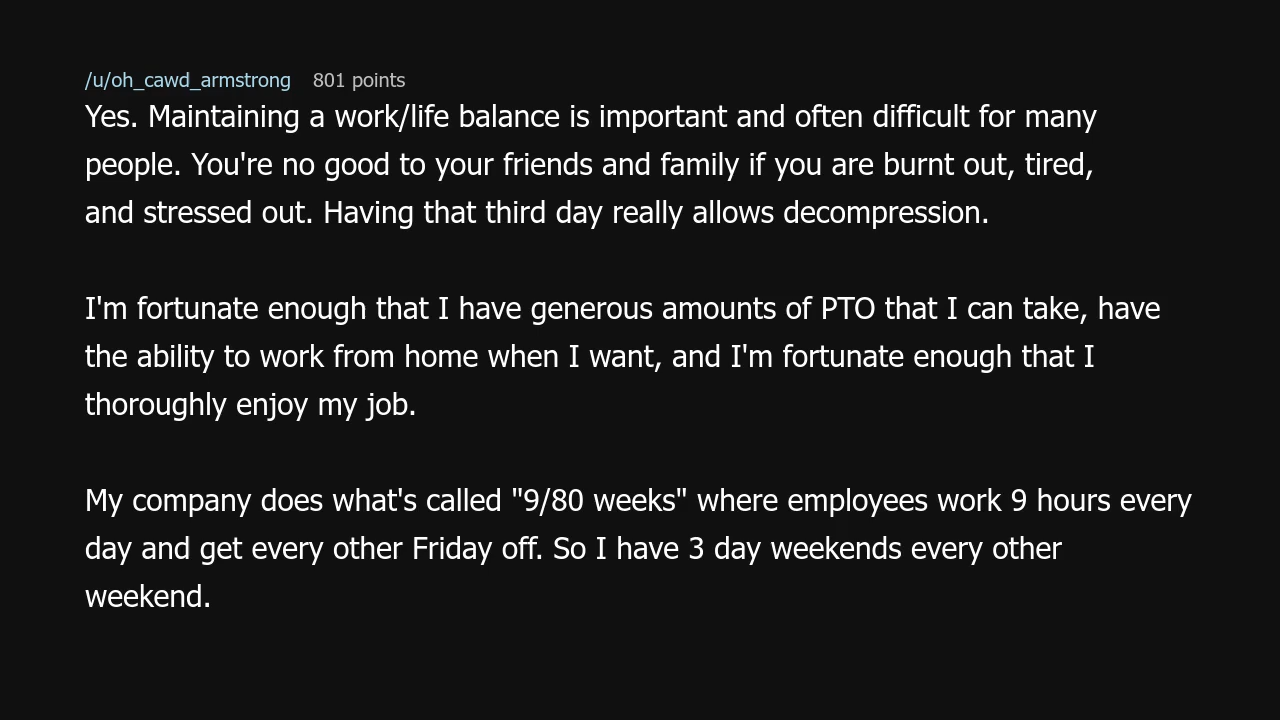 /u/oh_cawd_armstrong 801 points
Yes. Maintaining a work/life balance is important and often difficult for many
people. You're no good to your friends and family if you are burnt out, tired,
and stressed out. Having that third day really allows decompression.
I'm fortunate enough that I have generous amounts of PTO that I can take, have
the ability to work from home when I want, and I'm fortunate enough that I
thoroughly enjoy my job.
My company does what's called "9/80 weeks" where employees work 9 hours every
day and get every other Friday off. So I have 3 day weekends every other
weekend.